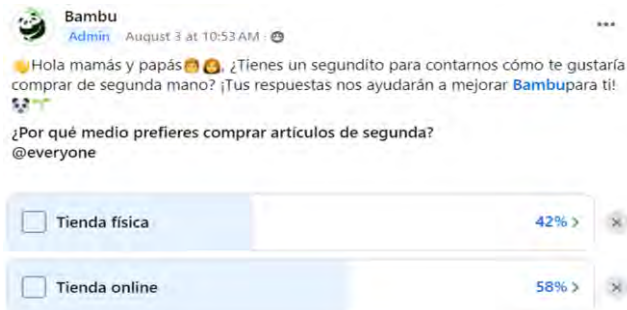 Bambu
Admin August 3 at 10:53 AM
Hola mamás y papás, ¿Tienes un segundito para contarnos cómo te gustaría
comprar de segunda mano? ¡Tus respuestas nos ayudarán a mejorar Bambupara ti!
¿Por qué medio prefieres comprar artículos de segunda?
@everyone
Tienda física 42% >
Tienda online 58% >